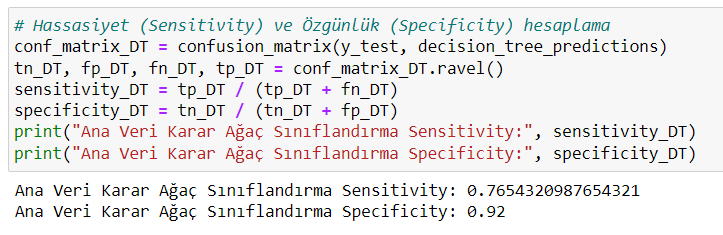 # Hassasiyet (Sensitivity) ve Özgünlük (Specificity) hesaplama
conf_matrix_DT = confusion_matrix(y_test, decision_tree_predictions)
tn_DT, fp_DT, fn_DT, tp_DT = conf_matrix_DT.ravel()
sensitivity_DT = tp_DT / (tp_DT + fn_DT)
specificity_DT = tn_DT / (tn_DT + fp_DT)
print("Ana Veri Karar Ağaç Sınıflandırma Sensitivity:", sensitivity_DT)
print("Ana Veri Karar Ağaç Sınıflandırma Specificity:", specificity_DT)
Ana Veri Karar Ağaç Sınıflandırma Sensitivity: 0.7654320987654321
Ana Veri Karar Ağaç Sınıflandırma Specificity: 0.92